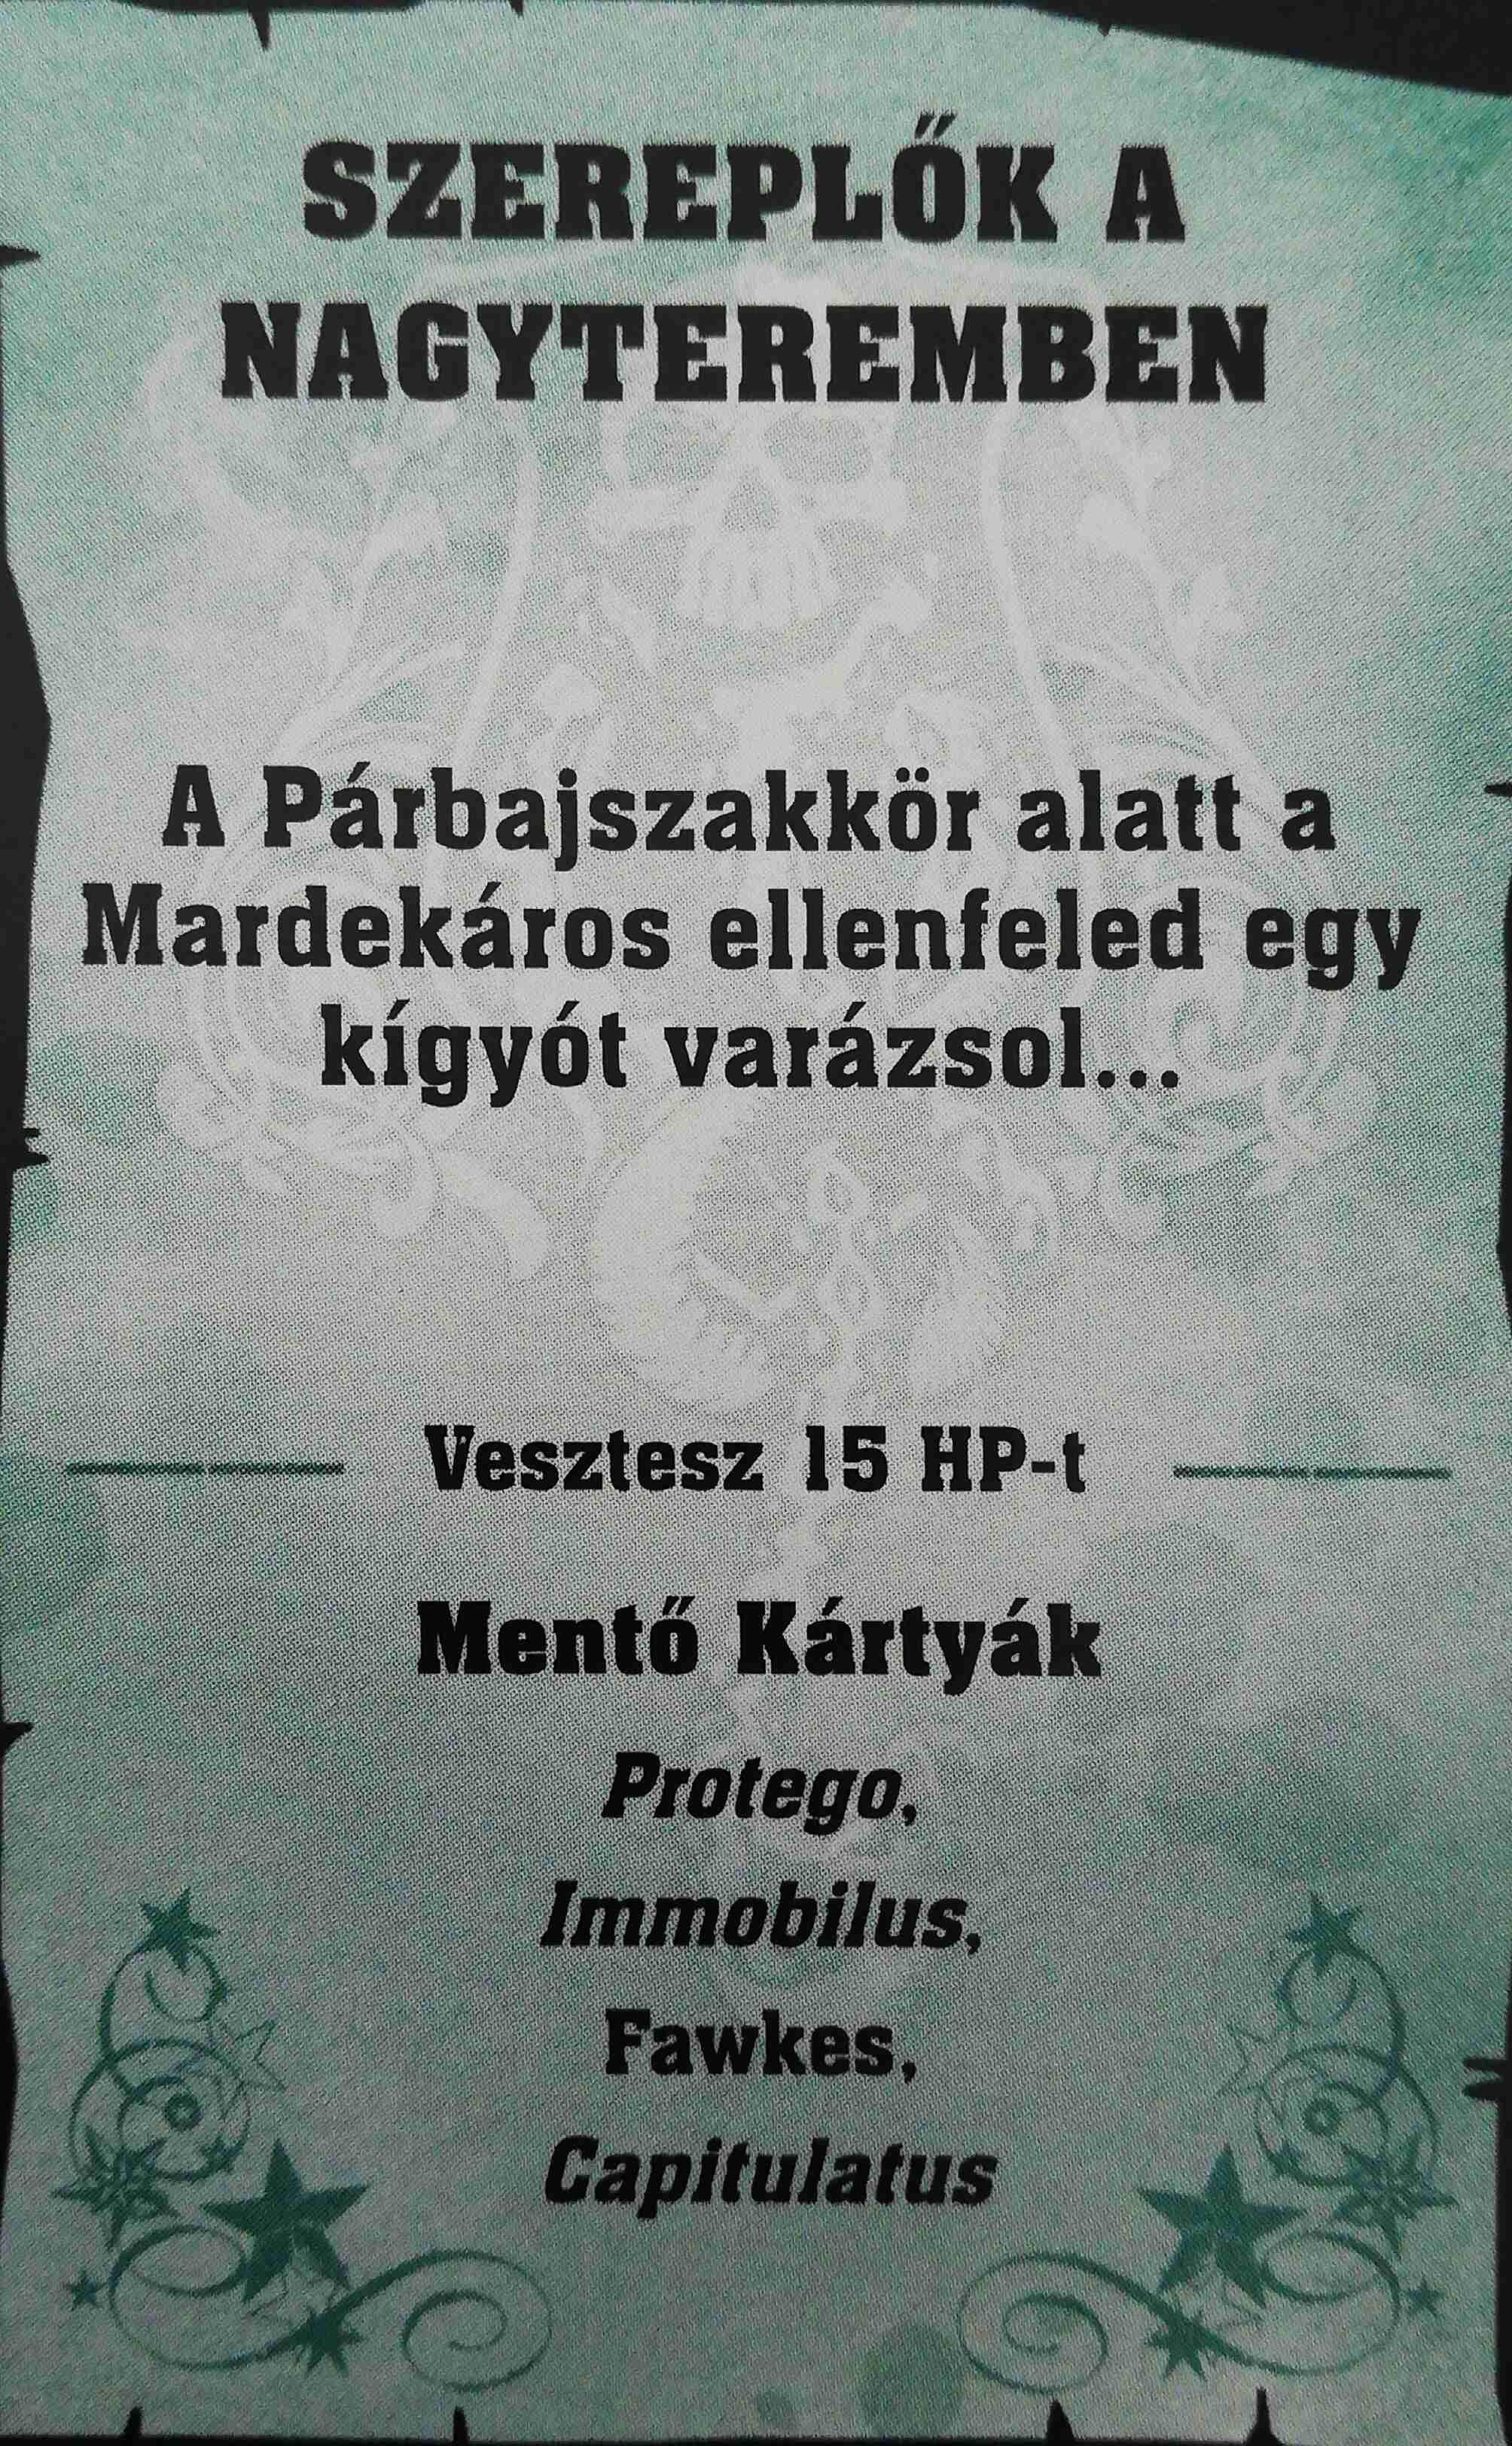 SZEREPLŐK A
NAGYTEREMBEN
A Párbajszakkör alatt a
Mardekáros ellenfeled egy
kígyót varázsol...
Vesztesz 15 HP-t
Mentő Kártyák
Protego,
Immobilus,
Fawkes,
Capitulatus